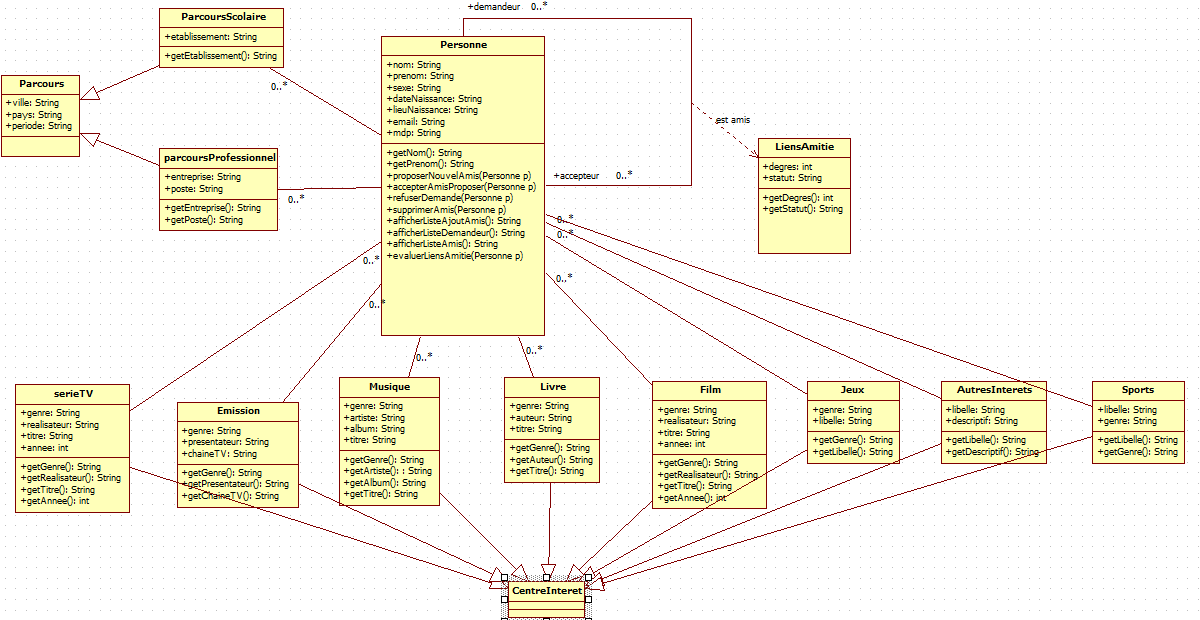 +demandeur 0..*
ParcoursScolaire
+etablissement: String
+getEtablissement(): String
0..*
Parcours
+ville: String
+pays: String
+periode: String
parcoursProfessionnel
+entreprise: String
+poste: String
+getEntreprise(): String
+getPoste(): String
0..*
Personne
+nom: String
+prenom: String
+sexe: String
+dateNaissance: String
+lieuNaissance: String
+email: String
+mdp: String
+getNom(): String
+getPrenom(): String
+proposerNouvelAmis(Personne p)
+accepterAmisProposer(Personne p)
+refuserDemande(Personne p)
+supprimerAmis(Personne p)
+afficherListeAjoutAmis(): String
+afficherListeDemandeur(): String
+afficherListeAmis(): String
+evaluerLiensAmitie(Personne p)
+accepteur 0..*
est amis
LiensAmitie
+degres: int
+statut: String
+getDegres(): int
+getStatut(): String
0..*
0..*
0..*
0..*
0..*
0..*
0..*
serieTV
+genre: String
+realisateur: String
+titre: String
+annee: int
+getGenre(): String
+getRealisateur(): String
+getTitre(): String
+getAnnee(): int
Emission
+genre: String
+presentateur: String
+chaineTV: String
+getGenre(): String
+getPresentateur(): String
+getChaineTV(): String
Musique
+genre: String
+artiste: String
+album: String
+titre: String
+getGenre(): String
+getArtiste(): : String
+getAlbum(): String
+getTitre(): String
Livre
+genre: String
+auteur: String
+titre: String
+getGenre(): String
+getAuteur(): String
+getTitre(): String
Film
+genre: String
+realisateur: String
+titre: String
+annee: int
+getGenre(): String
+getRealisateur(): String
+getTitre(): String
+getAnnee(): int
Jeux
+genre: String
+libelle: String
+getGenre(): String
+getLibelle(): String
AutresInterets
+libelle: String
+descriptif: String
+getLibelle(): String
+getDescriptif(): String
Sports
+libelle: String
+genre: String
+getLibelle(): String
+getGenre(): String
CentreInteret